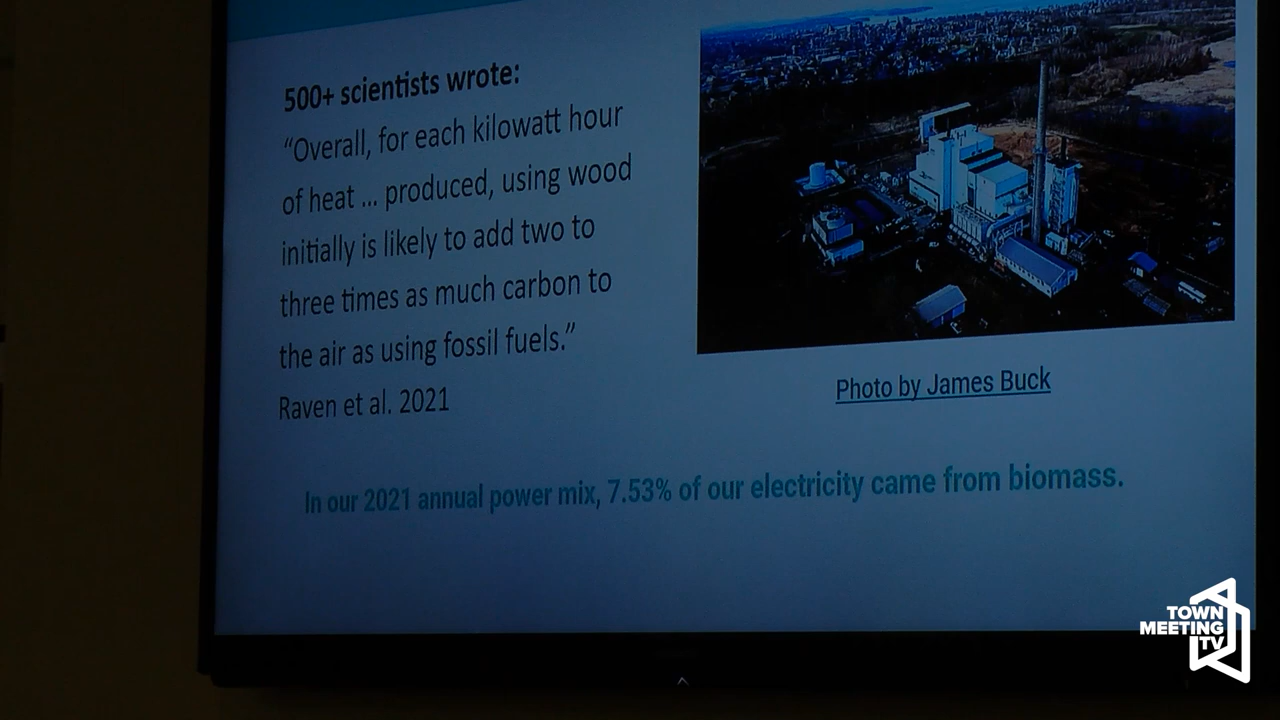 500+ scientists wrote:
“Overall, for each kilowatt hour
of heat ... produced, using wood
initially is likely to add two to
three times as much carbon to
the air as using fossil fuels.”
Raven et al. 2021
Photo by James Buck
In our 2021 annual power mix, 7.53% of our electricity came from biomass.
TOWN
MEETING
TV